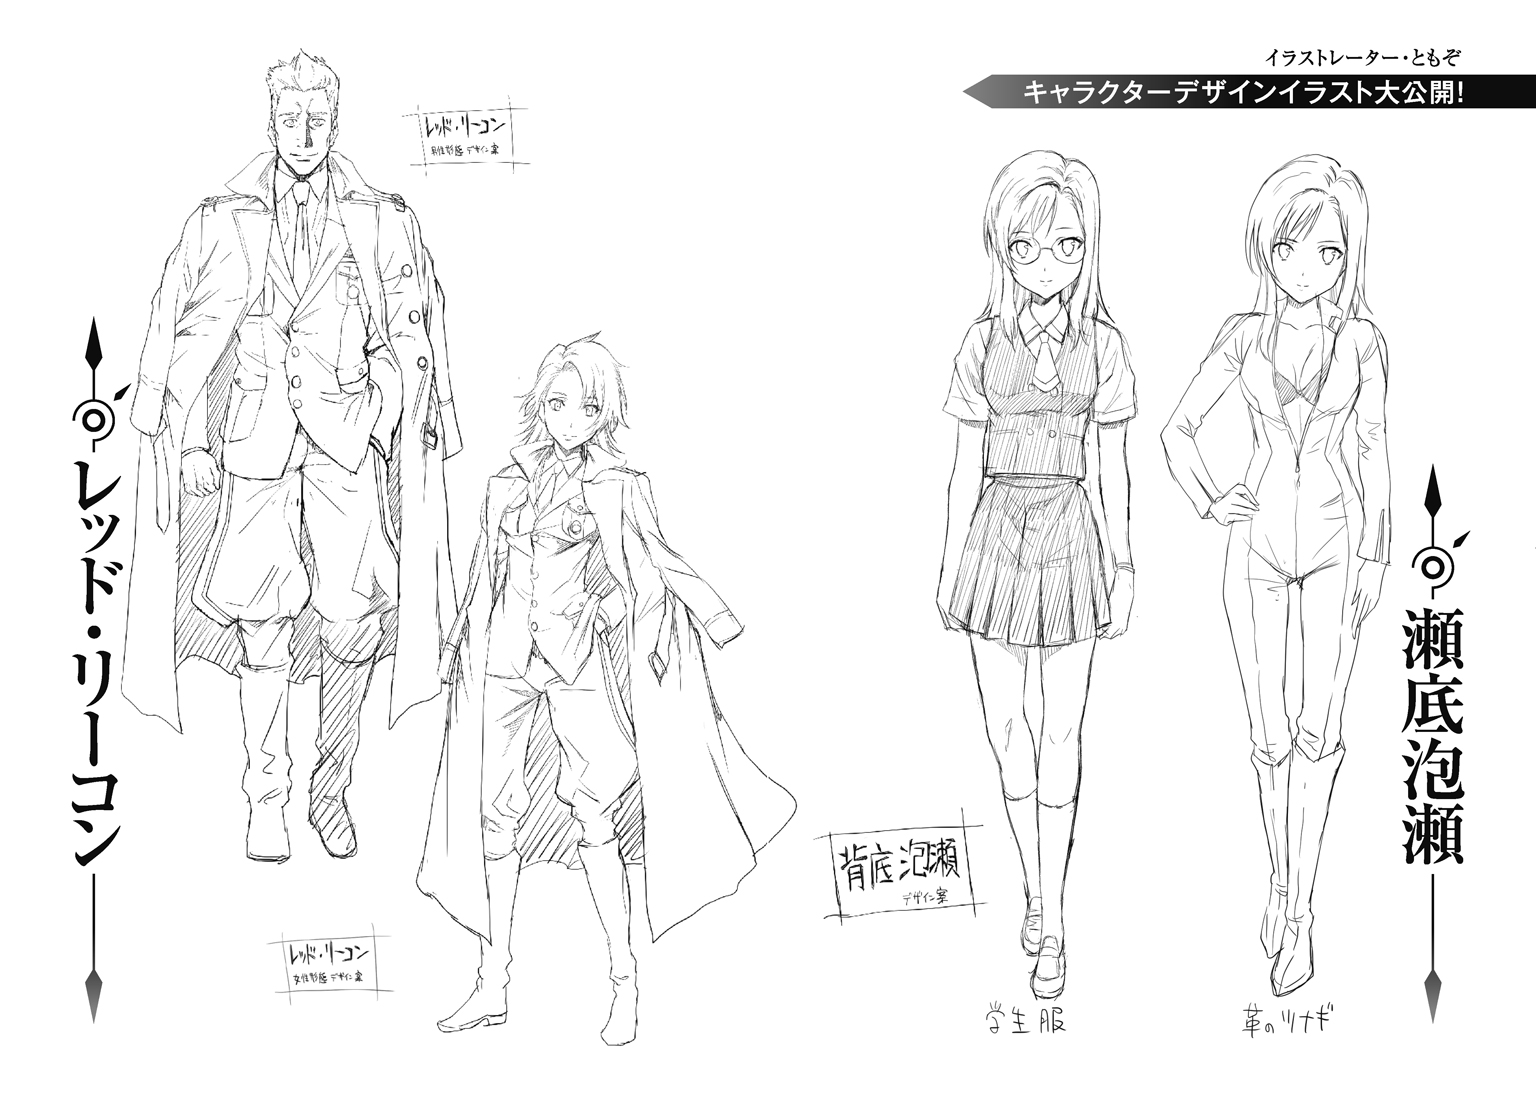 イラストレーター・ともぞ
キャラクターデザインイラスト大公開!
瀬底泡瀬
背底泡瀬
デザイン案
学生服
革のツナギ
レッド・リーコン
男性形態 デザイン案
レッド・リーコン
女性形態 デザイン案
レッド・リーコン